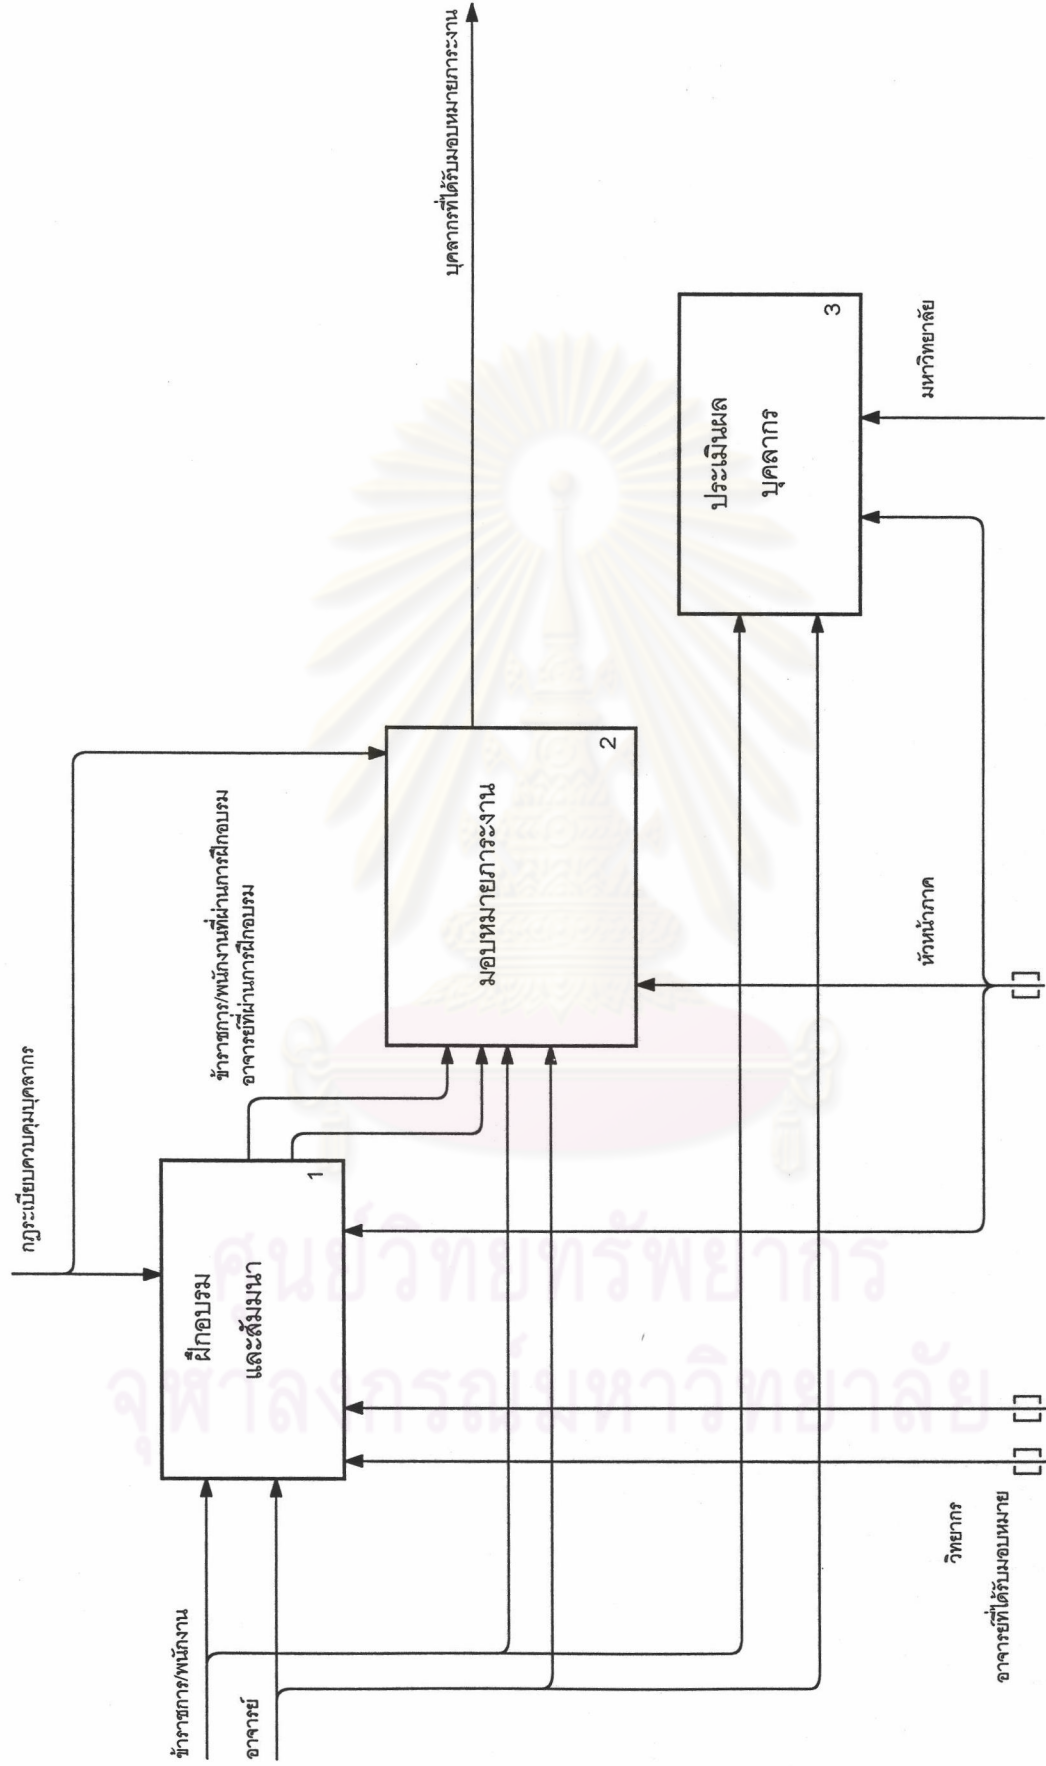 กฎระเบียบควบคุมบุคลากร
ข้าราชการ/พนักงาน
อาจารย์
ฝึกอบรม
และสัมมนา
1
ข้าราชการ/พนักงานที่ผ่านการฝึกอบรม
อาจารย์ที่ผ่านการฝึกอบรม
มอบหมายภาระงาน
2
บุคลากรที่ได้รับมอบหมายภาระงาน
ประเมินผล
บุคลากร
3
วิทยากร
อาจารย์ที่ได้รับมอบหมาย
หัวหน้าภาค
มหาวิทยาลัย
ศูนย์วิทยทรัพยากร
จุฬาลงกรณ์มหาวิทยาลัย